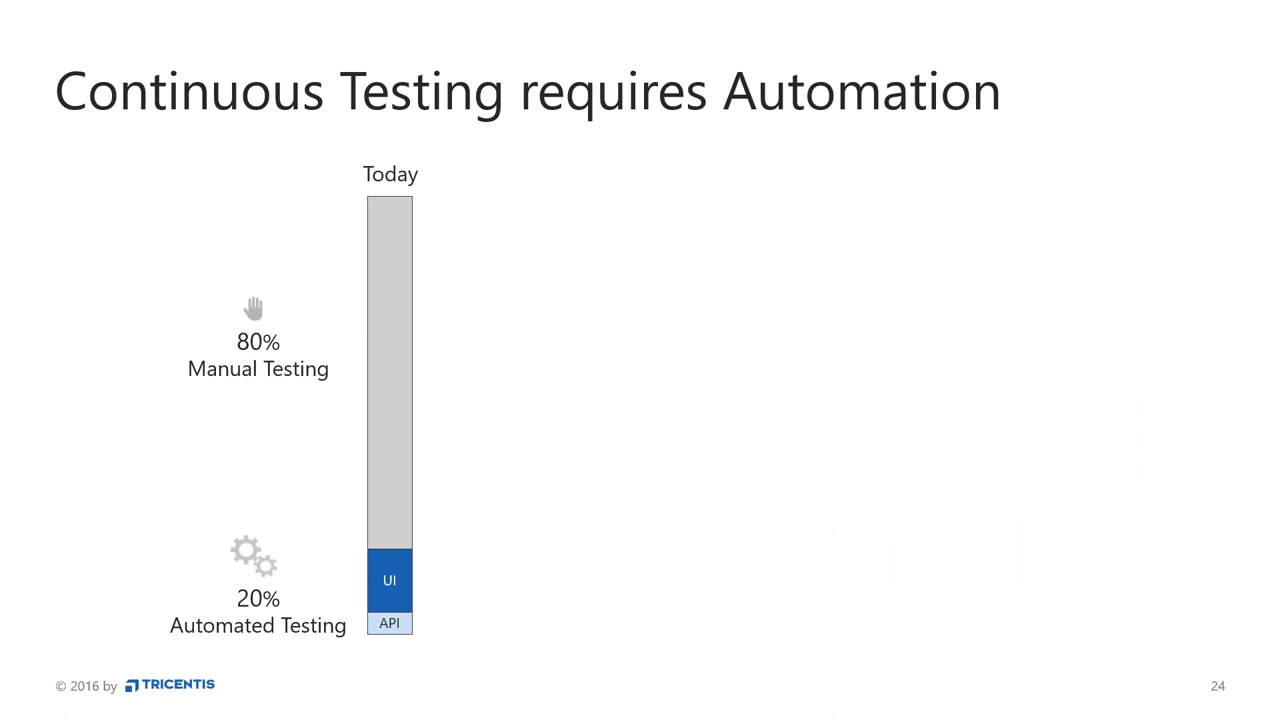 Continuous Testing requires Automation
Today
80%
Manual Testing
20%
Automated Testing
UI
API
© 2016 by TRICENTIS
24